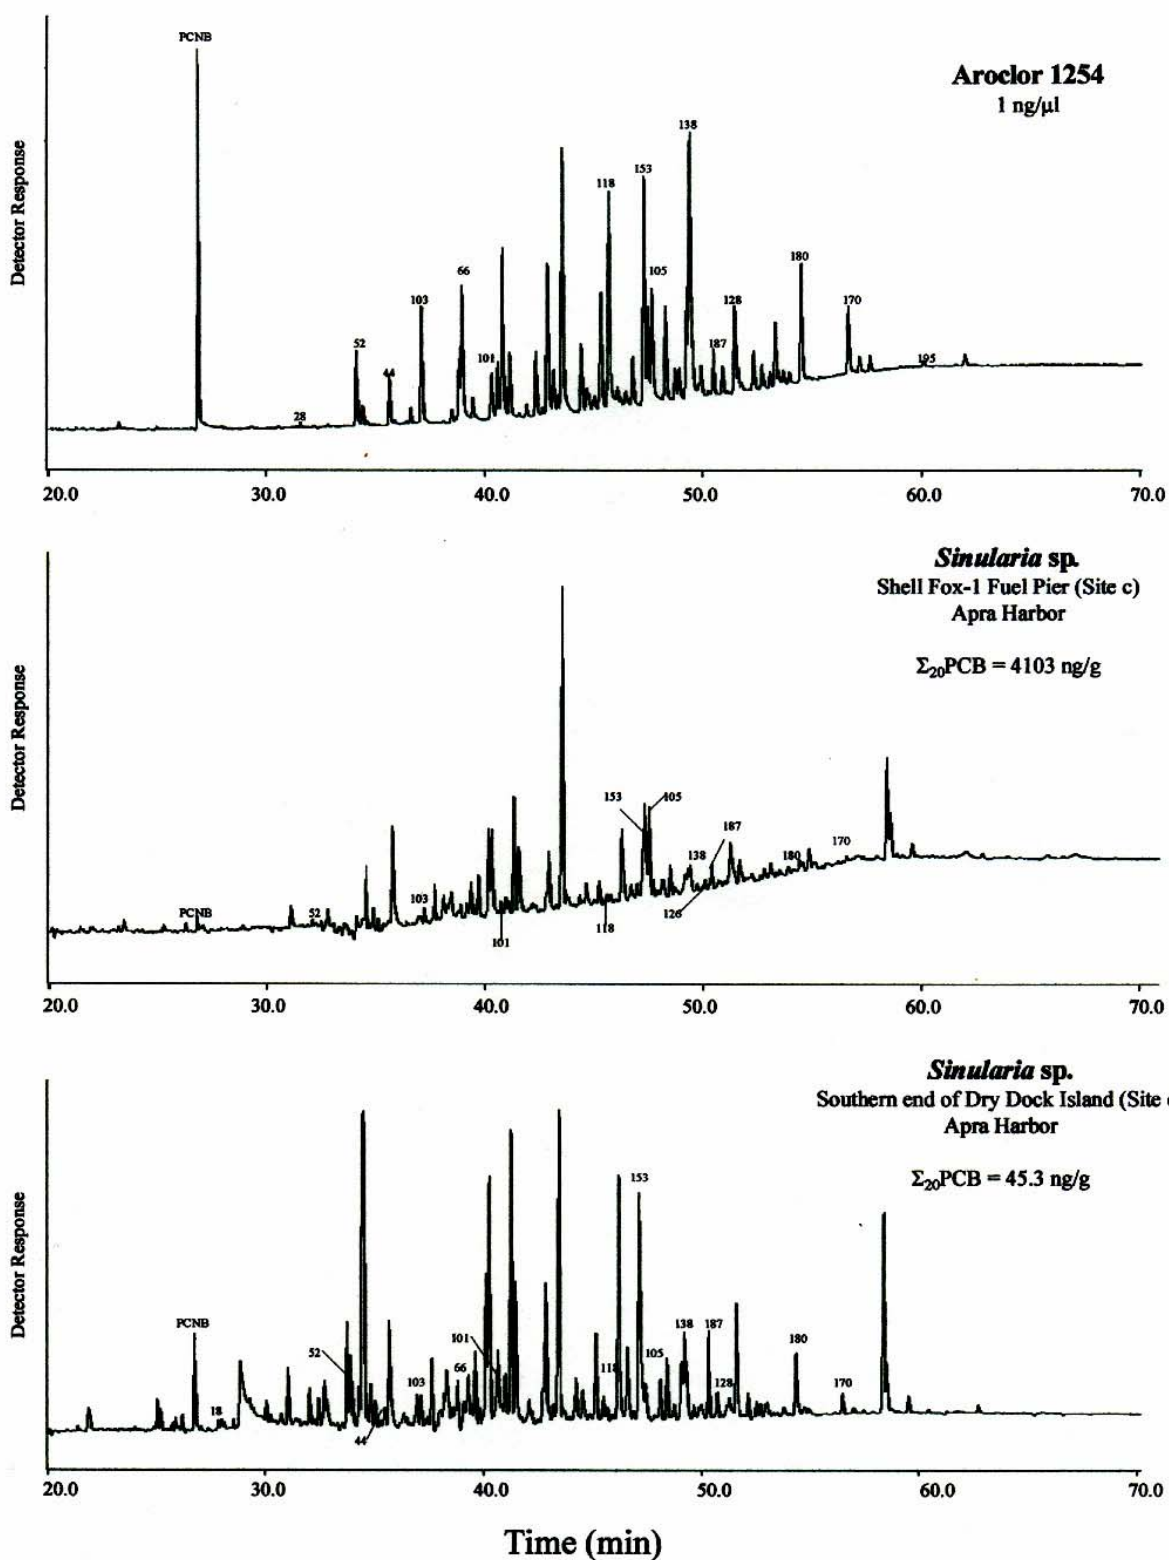 PCNB
Aroclor 1254
1 ng/µl
138
153
118
105
66
180
103
128
170
52
101
187
44
195
28
Detector Response
20.0 30.0 40.0 50.0 60.0 70.0
Sinularia sp.
Shell Fox-1 Fuel Pier (Site c)
Apra Harbor
Σ20PCB = 4103 ng/g
153
105
187
138
180
170
103
PCNB
52
126
118
101
Detector Response
20.0 30.0 40.0 50.0 60.0 70.0
Sinularia sp.
Southern end of Dry Dock Island (Site
Apra Harbor
Σ20PCB = 45.3 ng/g
153
PCNB
138
187
101
180
52
66
118
105
103
128
170
18
44
Detector Response
20.0 30.0 40.0 50.0 60.0 70.0
Time (min)